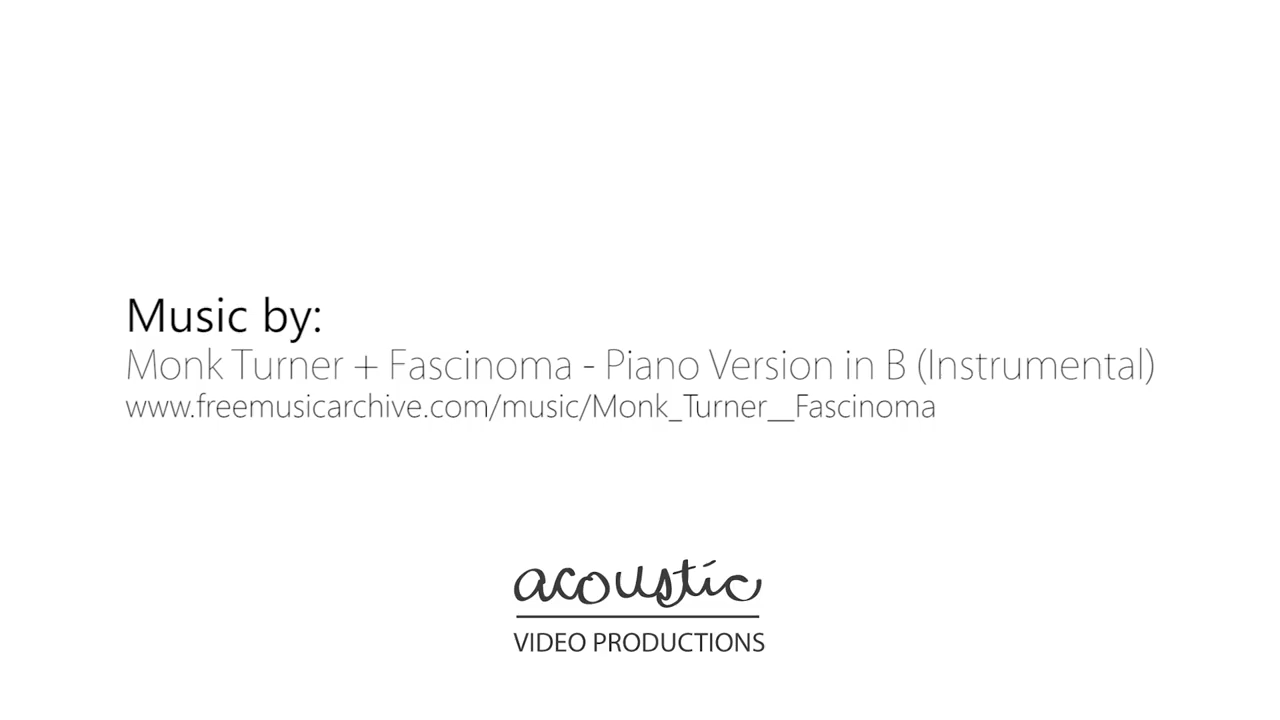 Music by:
Monk Turner + Fascinoma - Piano Version in B (Instrumental)
www.freemusicarchive.com/music/Monk_Turner__Fascinoma
acoustic
VIDEO PRODUCTIONS